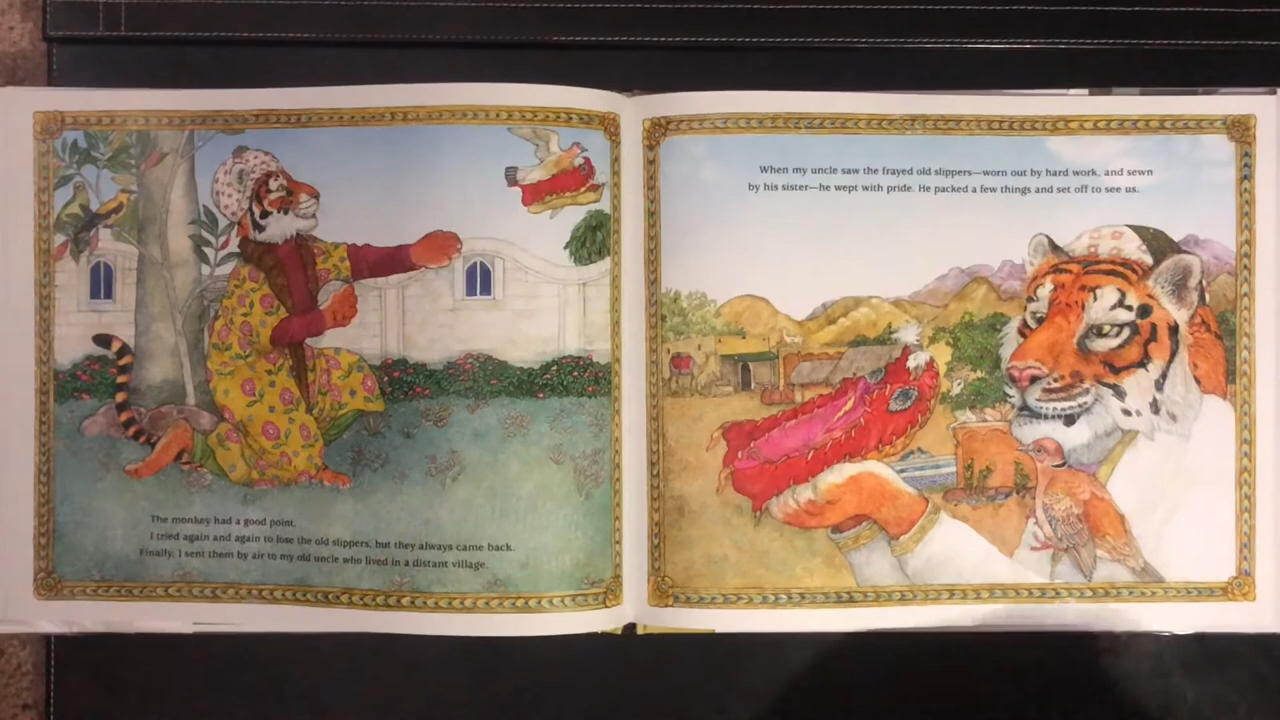 The monkey had a good point.
I tried again and again to lose the old slippers, but they always came back.
Finally, I sent them by air to my old uncle who lived in a distant village.
When my uncle saw the frayed old slippers—worn out by hard work, and sewn
by his sister—he wept with pride. He packed a few things and set off to see us.